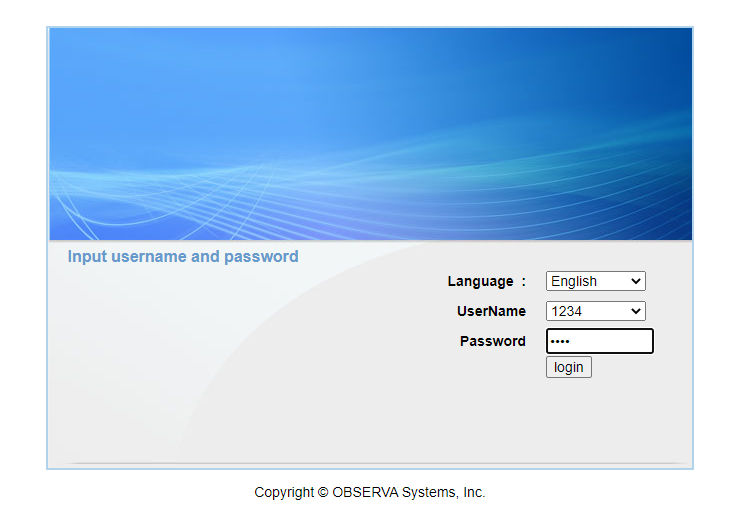 Input username and password
Language :
English
UserName
1234
Password
••••
login
Copyright © OBSERVA Systems, Inc.